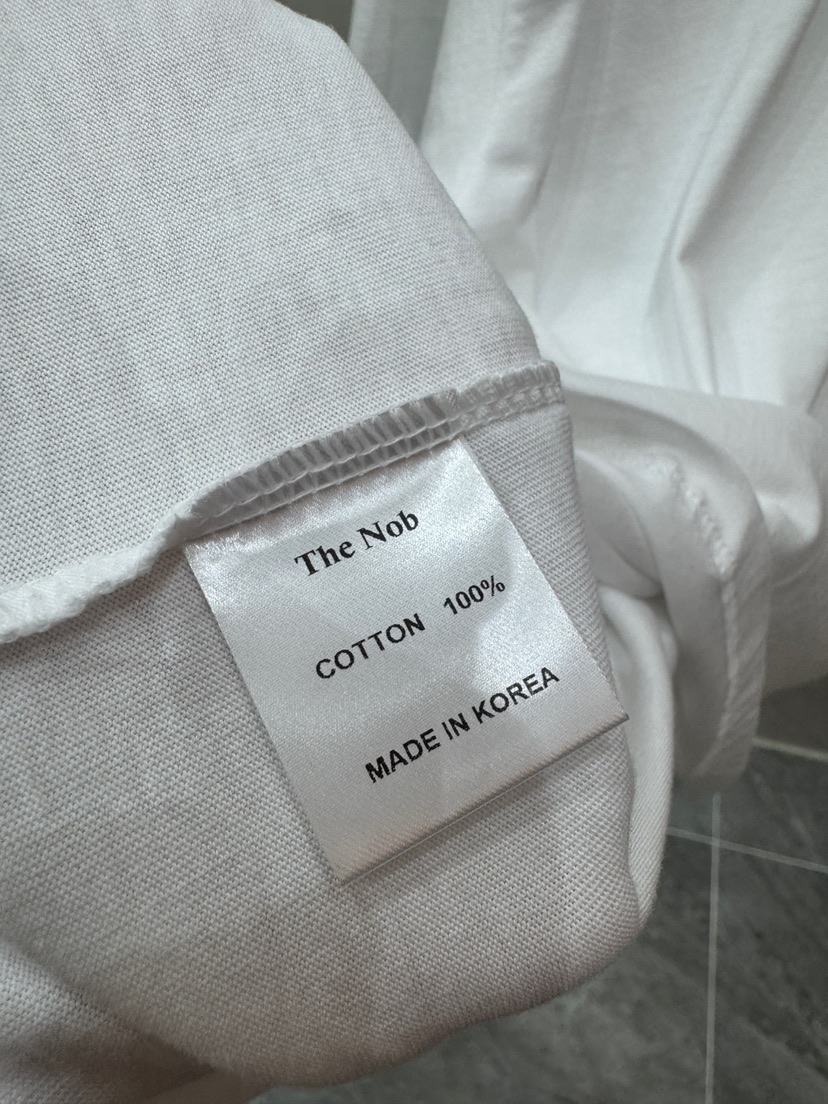 The Nob
COTTON 100%
MADE IN KOREA